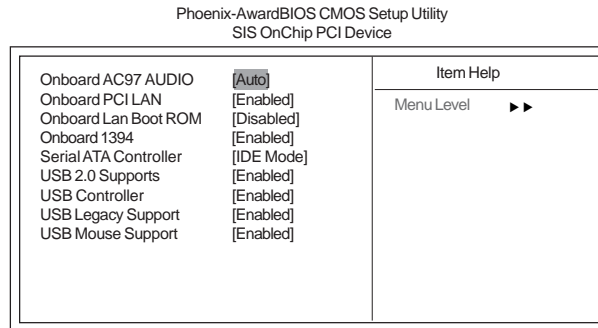 Phoenix-AwardBIOS CMOS Setup Utility
SIS OnChip PCI Device
Onboard AC97 AUDIO [Auto]
Onboard PCI LAN [Enabled]
Onboard Lan Boot ROM [Disabled]
Onboard 1394 [Enabled]
Serial ATA Controller [IDE Mode]
USB 2.0 Supports [Enabled]
USB Controller [Enabled]
USB Legacy Support [Enabled]
USB Mouse Support [Enabled]
Item Help
Menu Level ►►